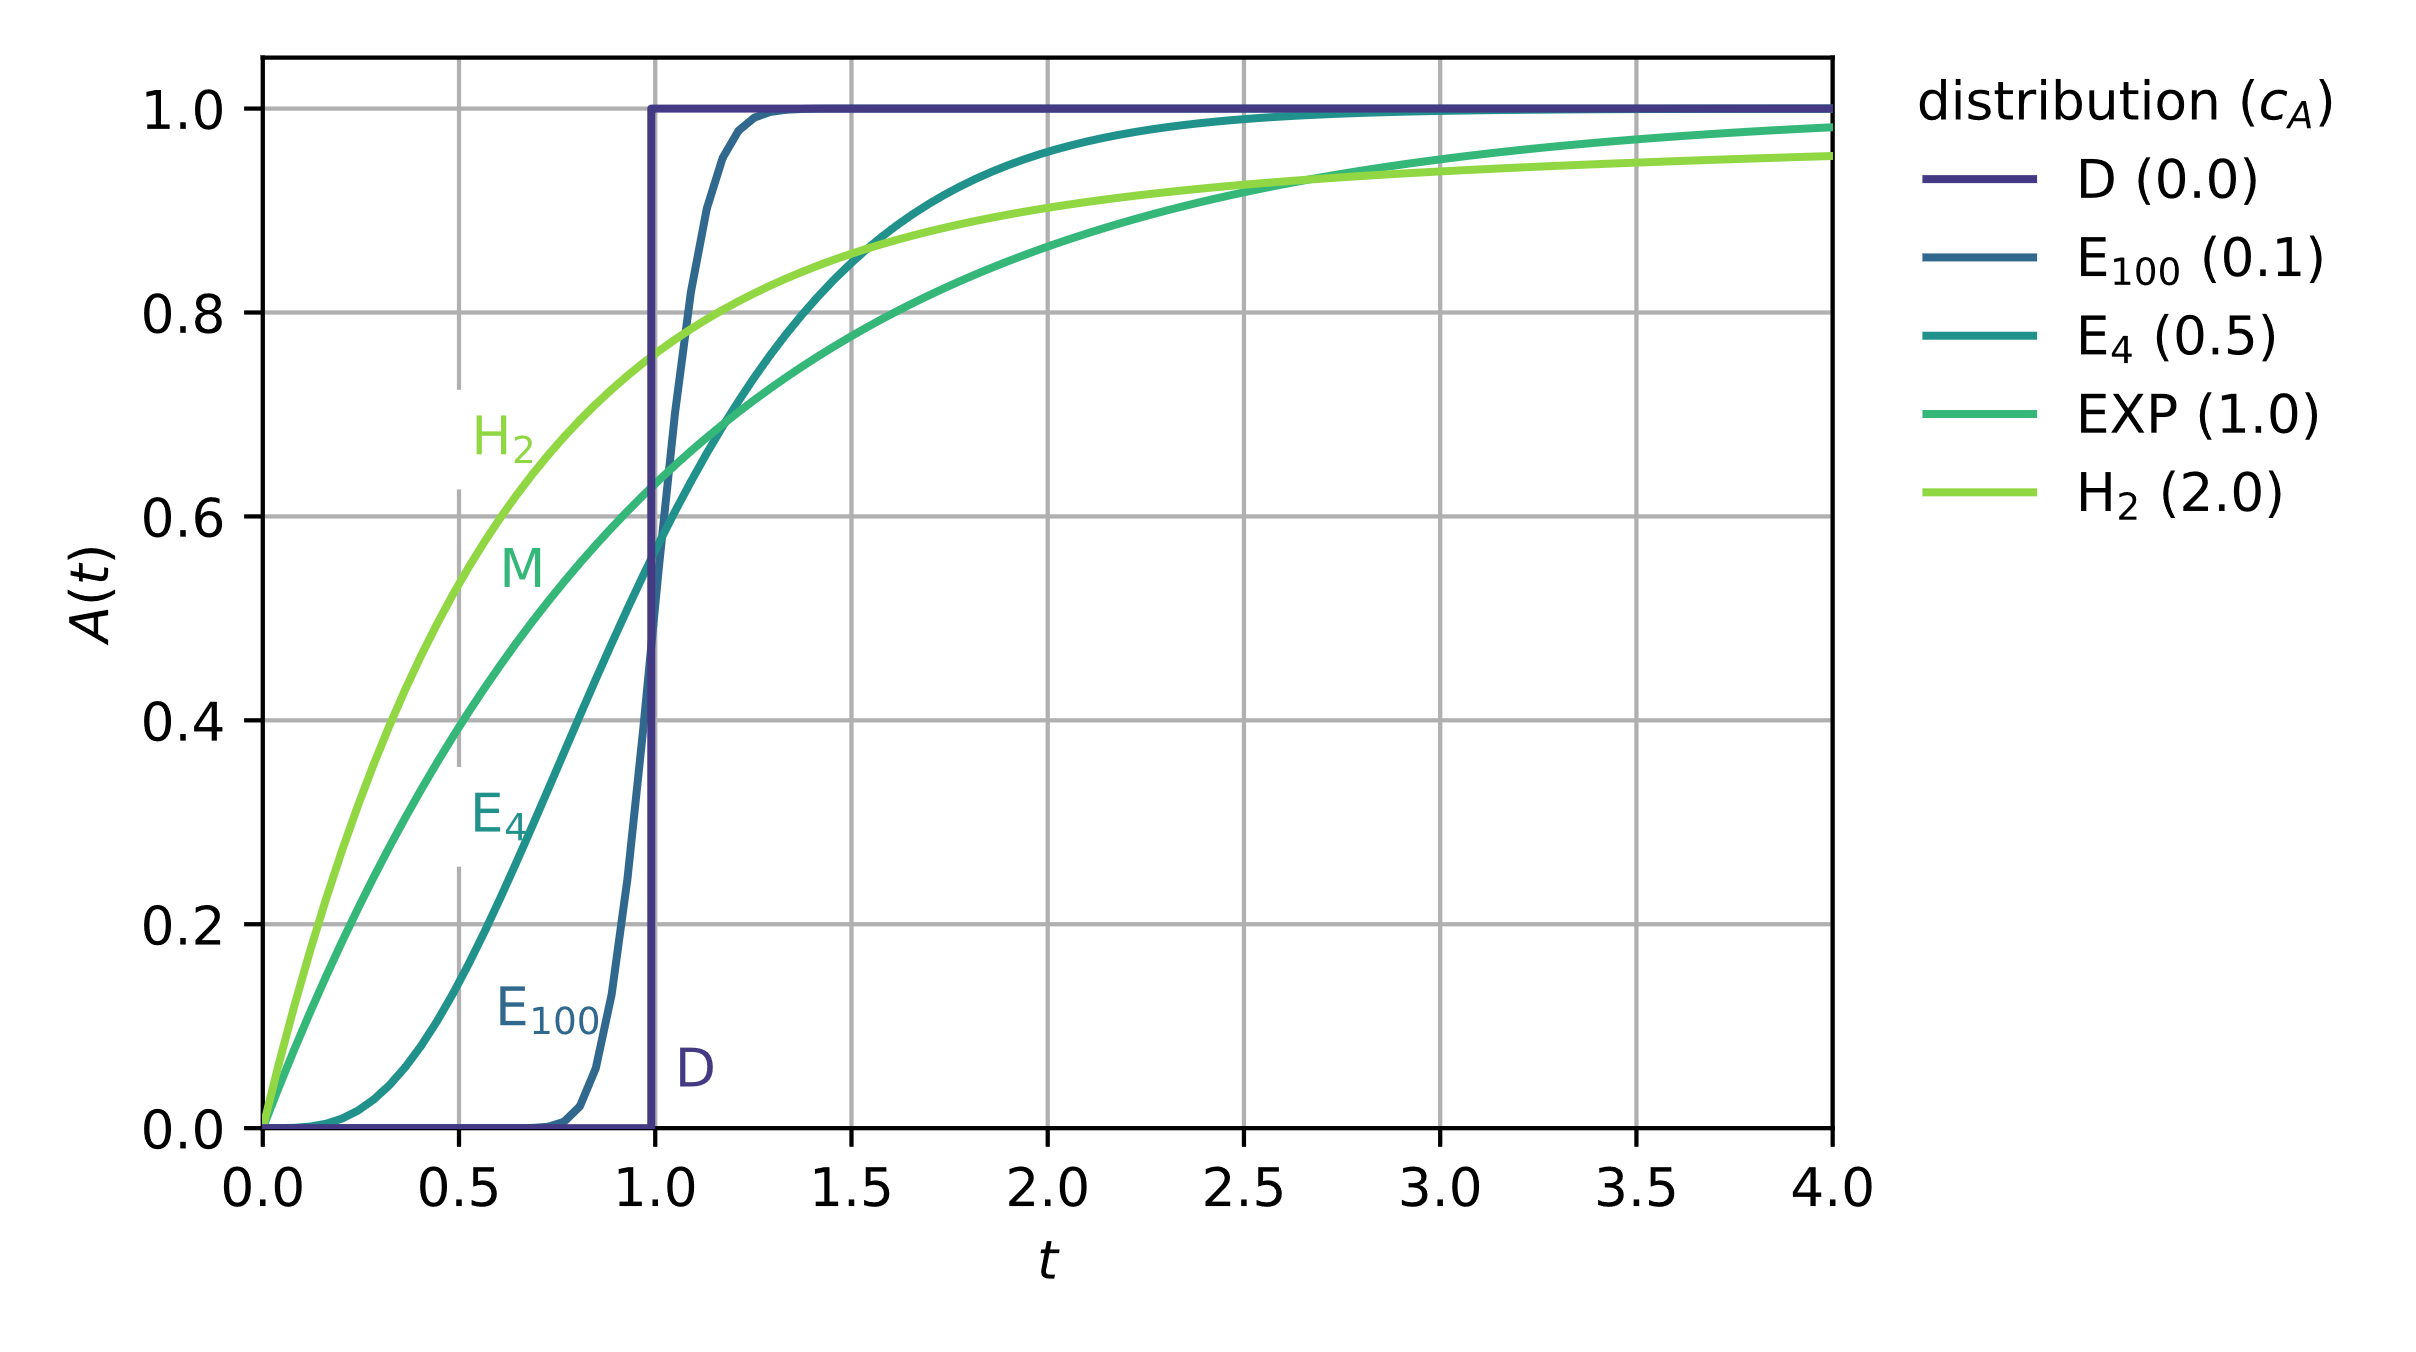 1.0
0.8
0.6
0.4
0.2
0.0
A(t)
H₂
M
E₄
E₁₀₀
D
0.0 0.5 1.0 1.5 2.0 2.5 3.0 3.5 4.0
t
distribution (c_A)
D (0.0)
E₁₀₀ (0.1)
E₄ (0.5)
EXP (1.0)
H₂ (2.0)